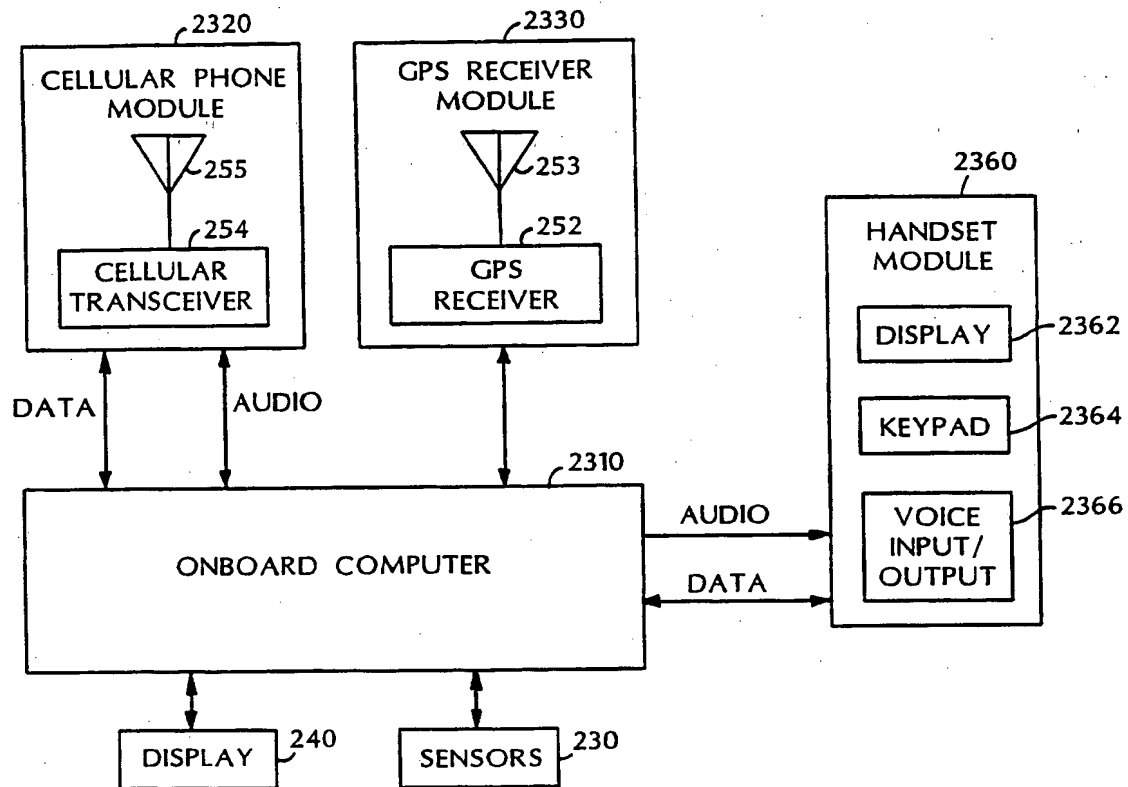 2320
CELLULAR PHONE
MODULE
255
254
CELLULAR
TRANSCEIVER
2330
GPS RECEIVER
MODULE
253
252
GPS
RECEIVER
2360
HANDSET
MODULE
DISPLAY
2362
KEYPAD
2364
VOICE
INPUT/
OUTPUT
2366
DATA
AUDIO
2310
ONBOARD COMPUTER
AUDIO
DATA
DISPLAY
240
SENSORS
230